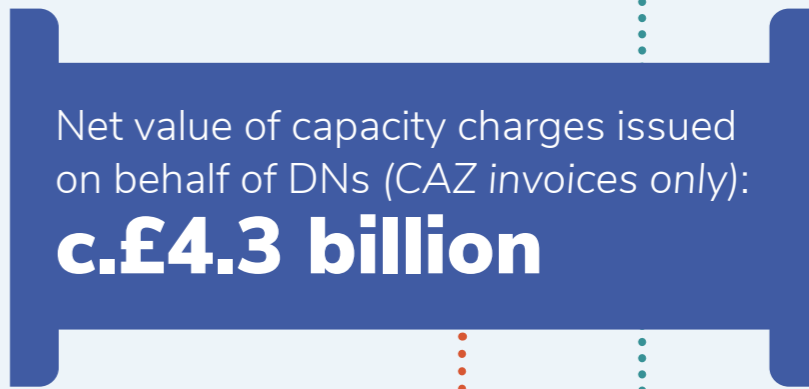 Net value of capacity charges issued
on behalf of DNs (CAZ invoices only):
c.£4.3 billion